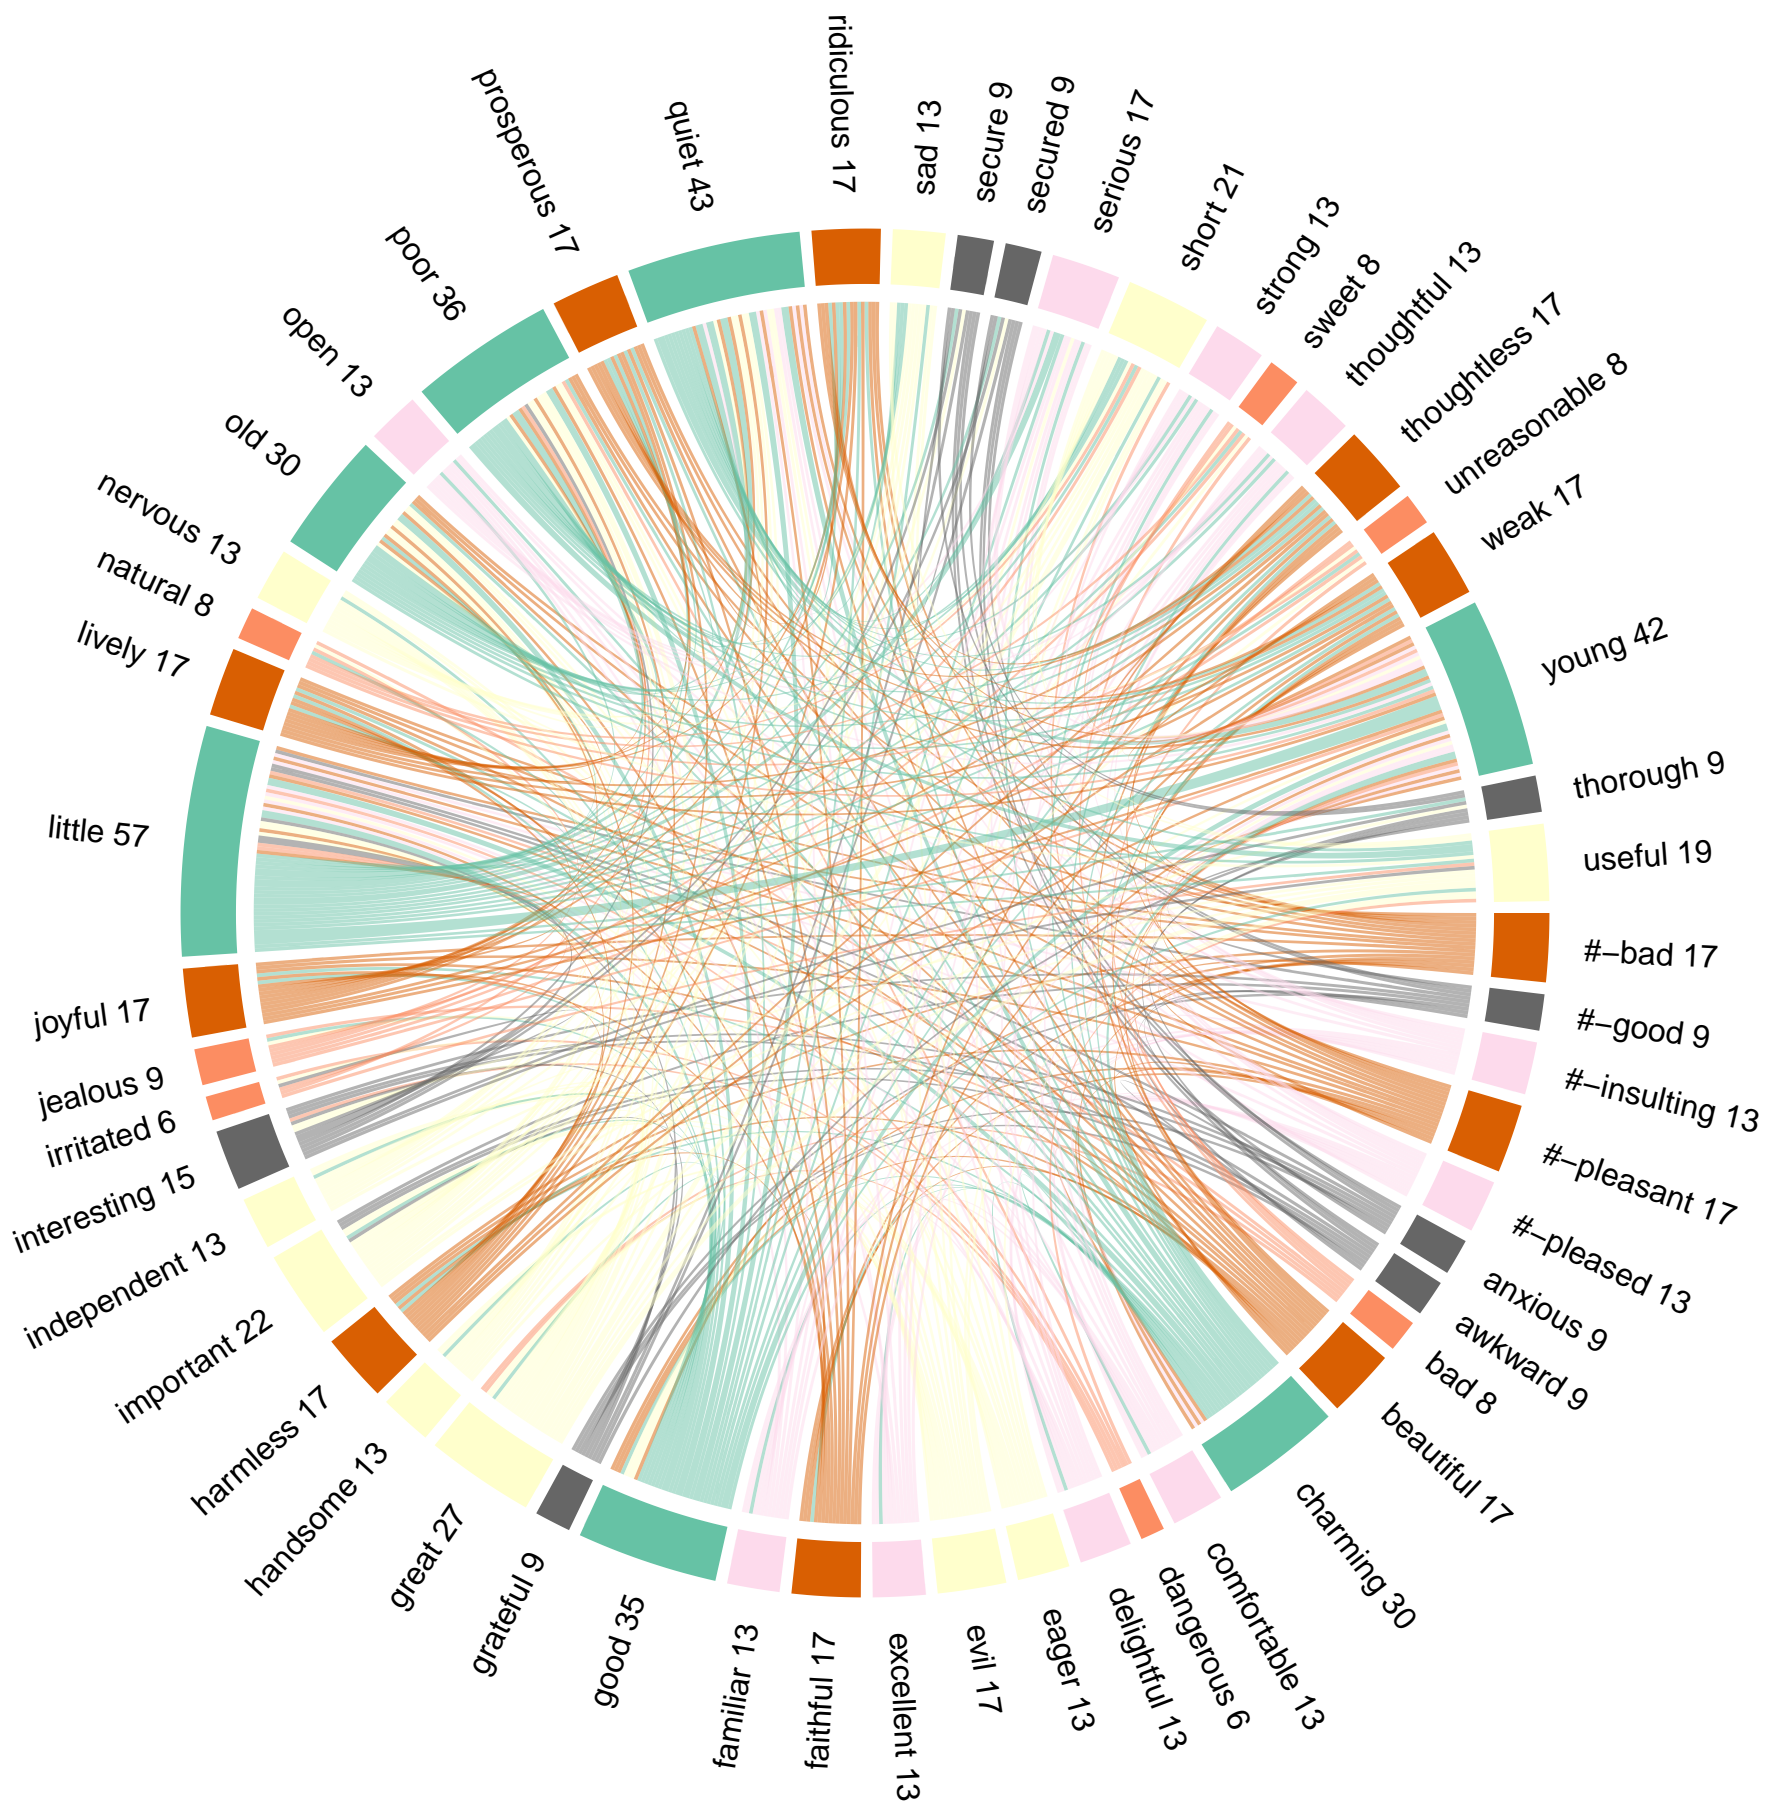 ridiculous 17
sad 13
secure 9
secured 9
serious 17
short 21
strong 13
sweet 8
thoughtful 13
thoughtless 17
unreasonable 8
weak 17
young 42
thorough 9
useful 19
#–bad 17
#–good 9
#–insulting 13
#–pleasant 17
#–pleased 13
anxious 9
awkward 9
bad 8
beautiful 17
charming 30
comfortable 13
dangerous 6
delightful 13
eager 13
evil 17
excellent 13
faithful 17
familiar 13
good 35
grateful 9
great 27
handsome 13
harmless 17
important 22
independent 13
interesting 15
irritated 6
jealous 9
joyful 17
little 57
lively 17
natural 8
nervous 13
old 30
open 13
poor 36
prosperous 17
quiet 43